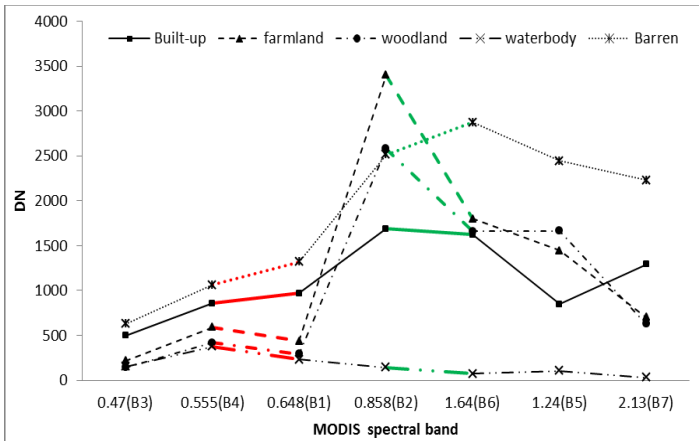 Built-up farmland woodland waterbody Barren
4000
3500
3000
2500
2000
1500
1000
500
0
DN
0.47(B3) 0.555(B4) 0.648(B1) 0.858(B2) 1.64(B6) 1.24(B5) 2.13(B7)
MODIS spectral band